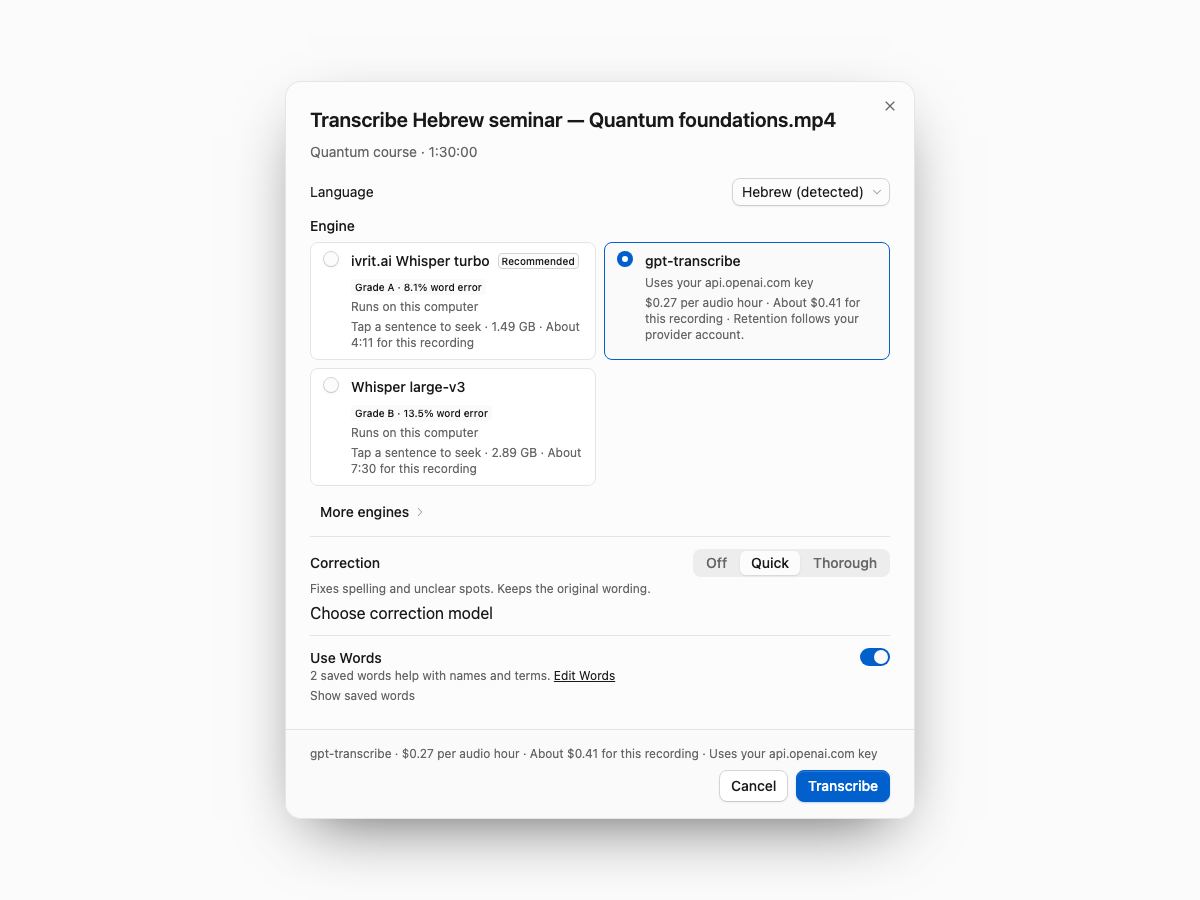 Transcribe Hebrew seminar — Quantum foundations.mp4
Quantum course · 1:30:00
Language
Hebrew (detected)
Engine
ivrit.ai Whisper turbo
Recommended
Grade A · 8.1% word error
Runs on this computer
Tap a sentence to seek · 1.49 GB · About
4:11 for this recording
gpt-transcribe
Uses your api.openai.com key
$0.27 per audio hour · About $0.41 for
this recording · Retention follows your
provider account.
Whisper large-v3
Grade B · 13.5% word error
Runs on this computer
Tap a sentence to seek · 2.89 GB · About
7:30 for this recording
More engines
Correction
Off Quick Thorough
Fixes spelling and unclear spots. Keeps the original wording.
Choose correction model
Use Words
2 saved words help with names and terms. Edit Words
Show saved words
gpt-transcribe · $0.27 per audio hour · About $0.41 for this recording · Uses your api.openai.com key
Cancel Transcribe